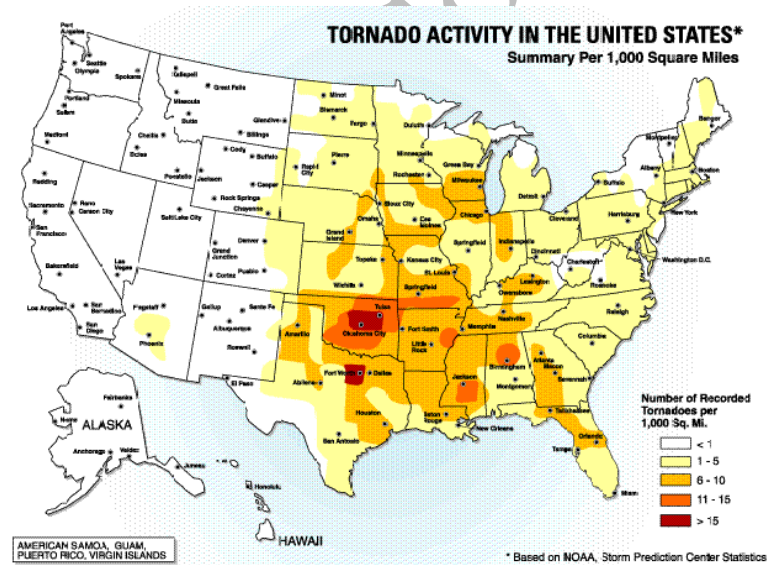 TORNADO ACTIVITY IN THE UNITED STATES*
Summary Per 1,000 Square Miles
Port
Angeles
Seattle
Olympia
Spokane
Kalispell
Great Falls
Minot
Portland
Salem
Missoula
Butte
Glendive
Bismarck
Fargo
Duluth
Bangor
Medford
Challis
Billings
Montpelier
Boise
Cody
Buffalo
Rapid
City
Pierre
Minneapolis
Green Bay
Albany
Boston
Redding
Pocatello
Jackson
Casper
Rochester
Milwaukee
Buffalo
Rock Springs
Cheyenne
Sioux City
Detroit
Sacramento
Reno
Carson City
Salt Lake City
Omaha
Des
Moines
Chicago
Cleveland
Harrisburg
New York
San
Francisco
Grand
Junction
Denver
Grand
Island
Springfield
Indianapolis
Cincinnati
Washington D.C.
Bakersfield
Las
Vegas
Cortez
Pueblo
Topeka
Kansas City
St. Louis
Charleston
Roanoke
Wichita
Springfield
Owensboro
Lexington
Los Angeles
San
Bernardino
San
Diego
Flagstaff
Gallup
Santa Fe
Albuquerque
Amarillo
Tulsa
Oklahoma City
Fort Smith
Memphis
Nashville
Raleigh
Phoenix
Roswell
Little
Rock
Columbia
Birmingham
Atlanta
Macon
El Paso
Abilene
Fort Worth
Dallas
Jackson
Montgomery
Savannah
Fairbanks
Nome
ALASKA
Anchorage
Valdez
Juneau
Houston
San Antonio
Baton
Rouge
New Orleans
Tallahassee
Orlando
Tampa
Miami
Honolulu
HAWAII
Number of Recorded
Tornadoes per
1,000 Sq. Mi.
< 1
1 - 5
6 - 10
11 - 15
> 15
AMERICAN SAMOA, GUAM,
PUERTO RICO, VIRGIN ISLANDS
* Based on NOAA, Storm Prediction Center Statistics